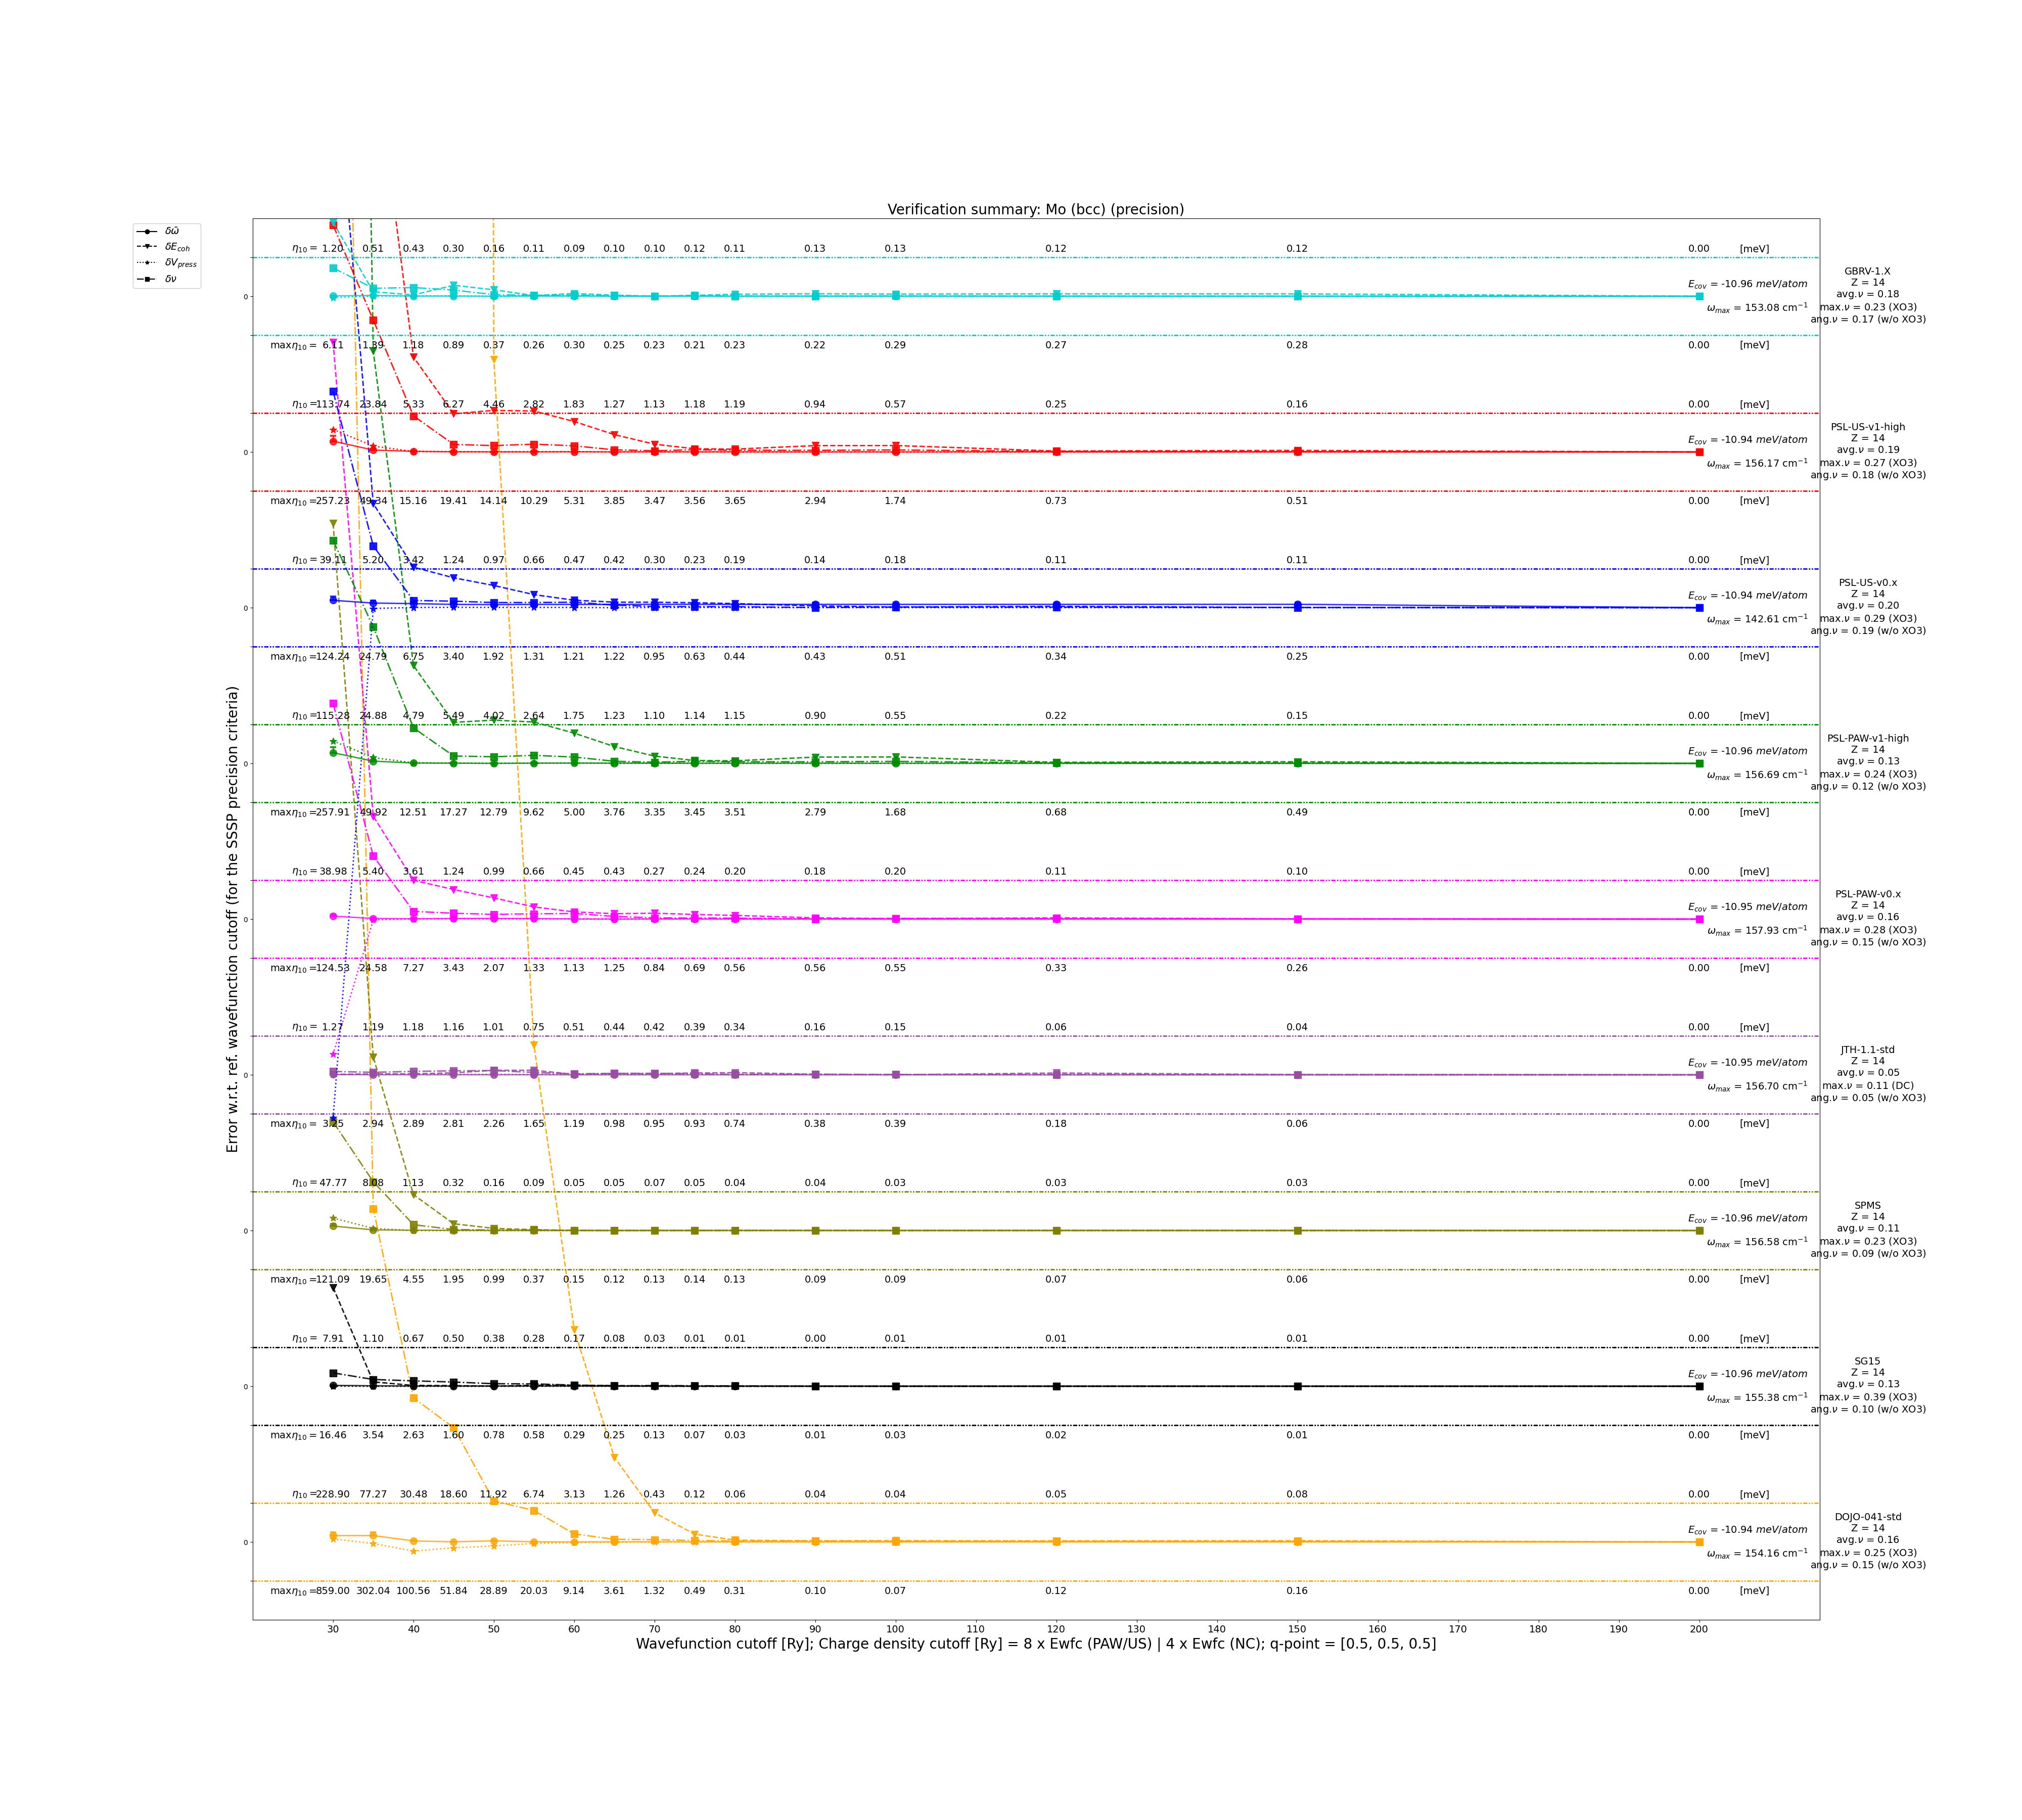 Verification summary: Mo (bcc) (precision)
δω̄
δE_coh
δV_press
δν
η₁₀ = 1.20 0.51 0.43 0.30 0.16 0.11 0.09 0.10 0.10 0.12 0.11 0.13 0.13 0.12 0.12 0.00 [meV]
0
E_cov = -10.96 meV/atom
ω_max = 153.08 cm⁻¹
GBRV-1.X
Z = 14
avg.ν = 0.18
max.ν = 0.23 (XO3)
ang.ν = 0.17 (w/o XO3)
maxη₁₀ = 6.11 1.39 1.18 0.89 0.37 0.26 0.30 0.25 0.23 0.21 0.23 0.22 0.29 0.27 0.28 0.00 [meV]
η₁₀ = 113.74 23.84 5.33 6.27 4.46 2.82 1.83 1.27 1.13 1.18 1.19 0.94 0.57 0.25 0.16 0.00 [meV]
0
E_cov = -10.94 meV/atom
ω_max = 156.17 cm⁻¹
PSL-US-v1-high
Z = 14
avg.ν = 0.19
max.ν = 0.27 (XO3)
ang.ν = 0.18 (w/o XO3)
maxη₁₀ = 257.23 49.34 15.16 19.41 14.14 10.29 5.31 3.85 3.47 3.56 3.65 2.94 1.74 0.73 0.51 0.00 [meV]
η₁₀ = 39.11 5.20 3.42 1.24 0.97 0.66 0.47 0.42 0.30 0.23 0.19 0.14 0.18 0.11 0.11 0.00 [meV]
0
E_cov = -10.94 meV/atom
ω_max = 142.61 cm⁻¹
PSL-US-v0.x
Z = 14
avg.ν = 0.20
max.ν = 0.29 (XO3)
ang.ν = 0.19 (w/o XO3)
maxη₁₀ = 124.24 24.79 6.75 3.40 1.92 1.31 1.21 1.22 0.95 0.63 0.44 0.43 0.51 0.34 0.25 0.00 [meV]
η₁₀ = 115.28 24.88 4.79 5.49 4.02 2.64 1.75 1.23 1.10 1.14 1.15 0.90 0.55 0.22 0.15 0.00 [meV]
0
E_cov = -10.96 meV/atom
ω_max = 156.69 cm⁻¹
PSL-PAW-v1-high
Z = 14
avg.ν = 0.13
max.ν = 0.24 (XO3)
ang.ν = 0.12 (w/o XO3)
maxη₁₀ = 257.91 49.92 12.51 17.27 12.79 9.62 5.00 3.76 3.35 3.45 3.51 2.79 1.68 0.68 0.49 0.00 [meV]
η₁₀ = 38.98 5.40 3.61 1.24 0.99 0.66 0.45 0.43 0.27 0.24 0.20 0.18 0.20 0.11 0.10 0.00 [meV]
0
E_cov = -10.95 meV/atom
ω_max = 157.93 cm⁻¹
PSL-PAW-v0.x
Z = 14
avg.ν = 0.16
max.ν = 0.28 (XO3)
ang.ν = 0.15 (w/o XO3)
maxη₁₀ = 124.53 24.58 7.27 3.43 2.07 1.33 1.13 1.25 0.84 0.69 0.56 0.56 0.55 0.33 0.26 0.00 [meV]
η₁₀ = 1.27 1.19 1.18 1.16 1.01 0.75 0.51 0.44 0.42 0.39 0.34 0.16 0.15 0.06 0.04 0.00 [meV]
0
E_cov = -10.95 meV/atom
ω_max = 156.70 cm⁻¹
JTH-1.1-std
Z = 14
avg.ν = 0.05
max.ν = 0.11 (DC)
ang.ν = 0.05 (w/o XO3)
maxη₁₀ = 3.25 2.94 2.89 2.81 2.26 1.65 1.19 0.98 0.95 0.93 0.74 0.38 0.39 0.18 0.06 0.00 [meV]
η₁₀ = 47.77 8.08 1.13 0.32 0.16 0.09 0.05 0.05 0.07 0.05 0.04 0.04 0.03 0.03 0.03 0.00 [meV]
0
E_cov = -10.96 meV/atom
ω_max = 156.58 cm⁻¹
SPMS
Z = 14
avg.ν = 0.11
max.ν = 0.23 (XO3)
ang.ν = 0.09 (w/o XO3)
maxη₁₀ = 121.09 19.65 4.55 1.95 0.99 0.37 0.15 0.12 0.13 0.14 0.13 0.09 0.09 0.07 0.06 0.00 [meV]
η₁₀ = 7.91 1.10 0.67 0.50 0.38 0.28 0.17 0.08 0.03 0.01 0.01 0.00 0.01 0.01 0.01 0.00 [meV]
0
E_cov = -10.96 meV/atom
ω_max = 155.38 cm⁻¹
SG15
Z = 14
avg.ν = 0.13
max.ν = 0.39 (XO3)
ang.ν = 0.10 (w/o XO3)
maxη₁₀ = 16.46 3.54 2.63 1.60 0.78 0.58 0.29 0.25 0.13 0.07 0.03 0.01 0.03 0.02 0.01 0.00 [meV]
η₁₀ = 228.90 77.27 30.48 18.60 11.92 6.74 3.13 1.26 0.43 0.12 0.06 0.04 0.04 0.05 0.08 0.00 [meV]
0
E_cov = -10.94 meV/atom
ω_max = 154.16 cm⁻¹
DOJO-041-std
Z = 14
avg.ν = 0.16
max.ν = 0.25 (XO3)
ang.ν = 0.15 (w/o XO3)
maxη₁₀ = 859.00 302.04 100.56 51.84 28.89 20.03 9.14 3.61 1.32 0.49 0.31 0.10 0.07 0.12 0.16 0.00 [meV]
30 40 50 60 70 80 90 100 110 120 130 140 150 160 170 180 190 200
Wavefunction cutoff [Ry]; Charge density cutoff [Ry] = 8 x Ewfc (PAW/US) | 4 x Ewfc (NC); q-point = [0.5, 0.5, 0.5]
Error w.r.t. ref. wavefunction cutoff (for the SSSP precision criteria)